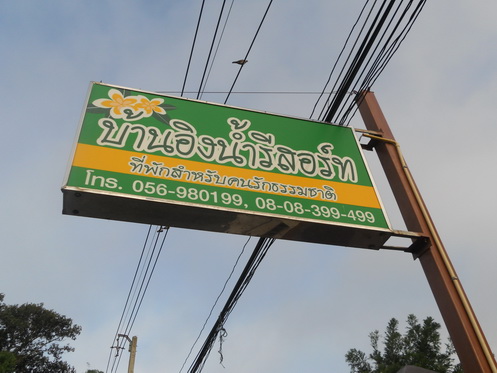 บ้านอิงน้ำรีสอร์ท
ที่พักสำหรับคนรักธรรมชาติ
โทร. 056-980199, 08-08-399-499